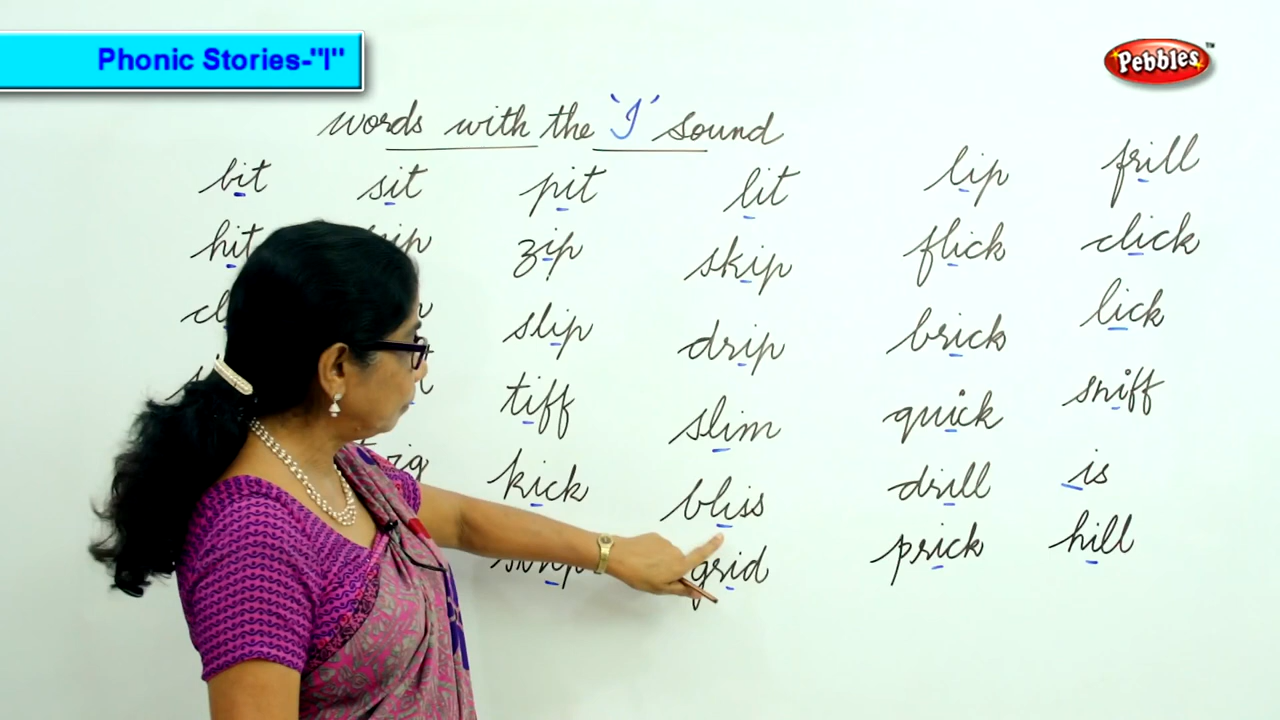 Phonic Stories-"I"
Pebbles™
words with the 'I' sound
bit sit pit lit lip frill
hit zip skip flick click
slip drip brick lick
tiff slim quick sniff
kick bliss drill is
grid prick hill